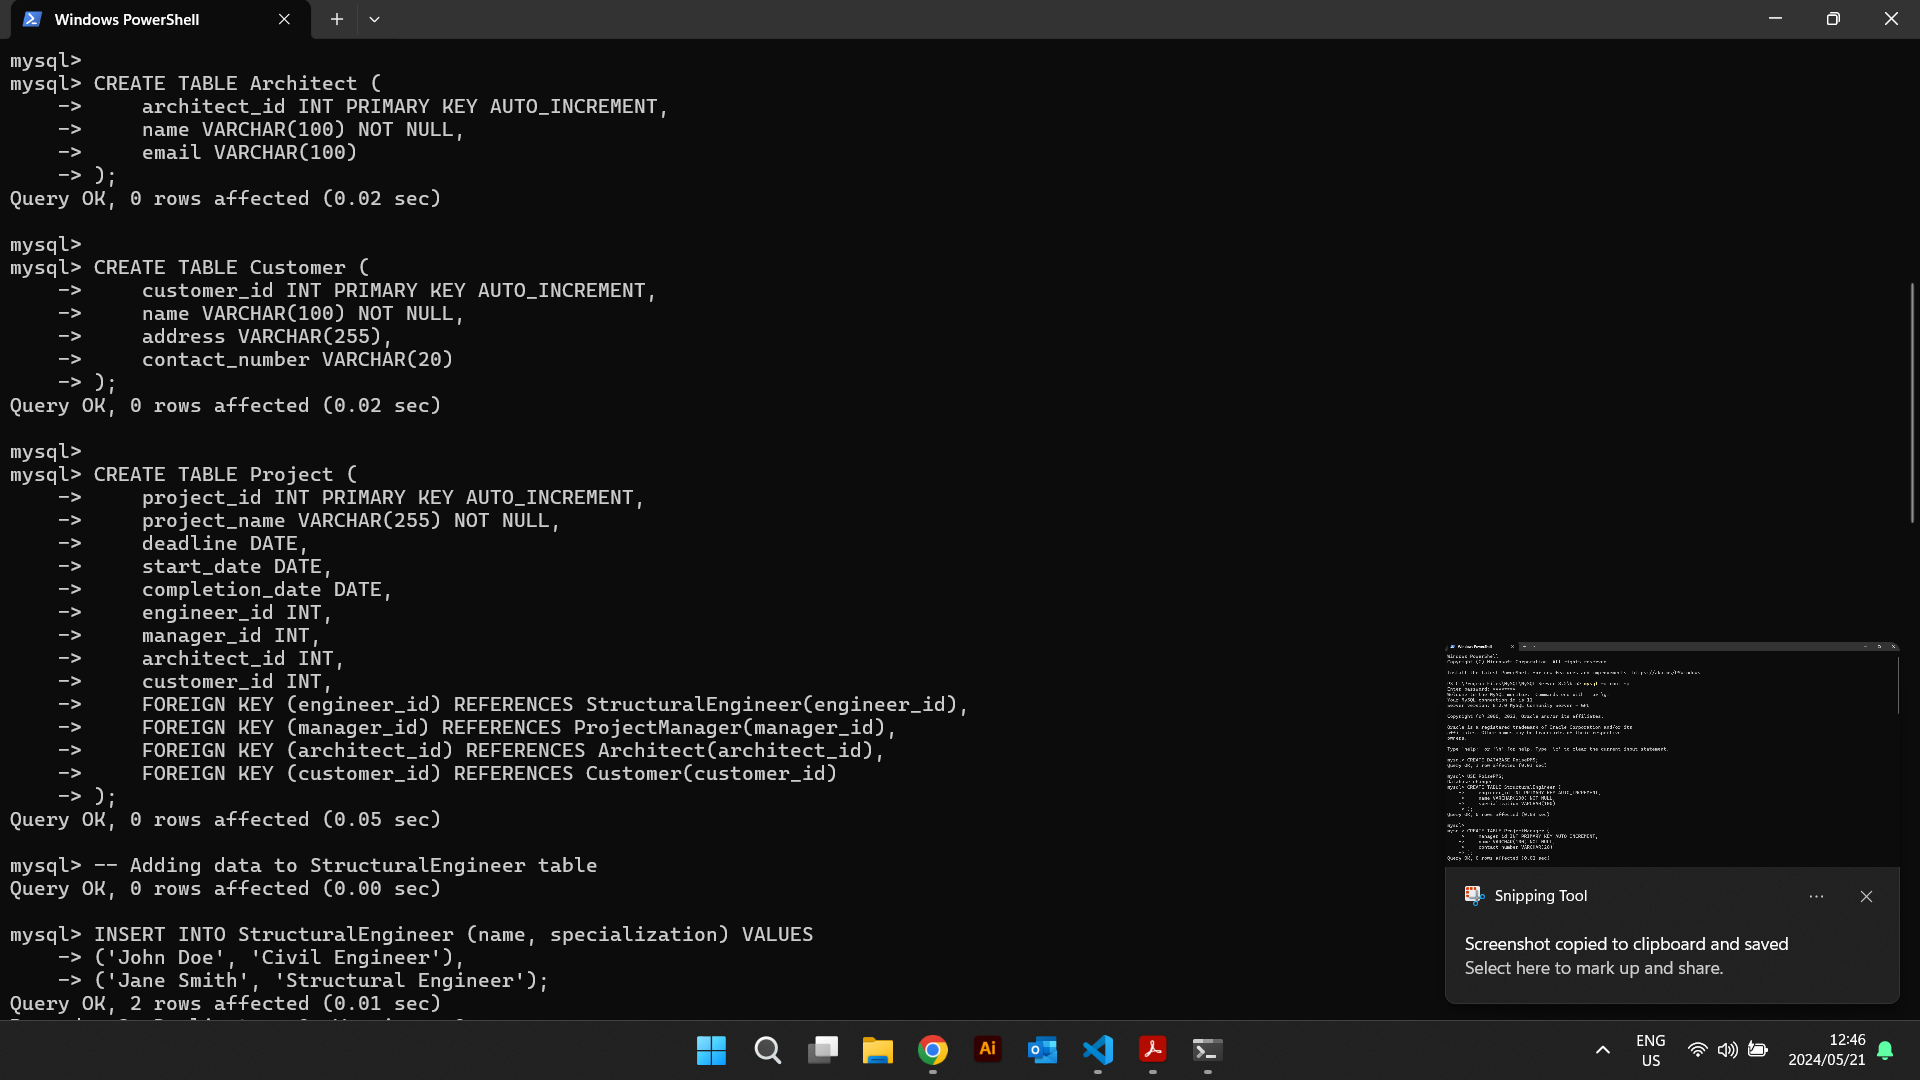 Windows PowerShell
mysql>
mysql> CREATE TABLE Architect (
    ->     architect_id INT PRIMARY KEY AUTO_INCREMENT,
    ->     name VARCHAR(100) NOT NULL,
    ->     email VARCHAR(100)
    -> );
Query OK, 0 rows affected (0.02 sec)
mysql>
mysql> CREATE TABLE Customer (
    ->     customer_id INT PRIMARY KEY AUTO_INCREMENT,
    ->     name VARCHAR(100) NOT NULL,
    ->     address VARCHAR(255),
    ->     contact_number VARCHAR(20)
    -> );
Query OK, 0 rows affected (0.02 sec)
mysql>
mysql> CREATE TABLE Project (
    ->     project_id INT PRIMARY KEY AUTO_INCREMENT,
    ->     project_name VARCHAR(255) NOT NULL,
    ->     deadline DATE,
    ->     start_date DATE,
    ->     completion_date DATE,
    ->     engineer_id INT,
    ->     manager_id INT,
    ->     architect_id INT,
    ->     customer_id INT,
    ->     FOREIGN KEY (engineer_id) REFERENCES StructuralEngineer(engineer_id),
    ->     FOREIGN KEY (manager_id) REFERENCES ProjectManager(manager_id),
    ->     FOREIGN KEY (architect_id) REFERENCES Architect(architect_id),
    ->     FOREIGN KEY (customer_id) REFERENCES Customer(customer_id)
    -> );
Query OK, 0 rows affected (0.05 sec)
mysql> -- Adding data to StructuralEngineer table
Query OK, 0 rows affected (0.00 sec)
mysql> INSERT INTO StructuralEngineer (name, specialization) VALUES
    -> ('John Doe', 'Civil Engineer'),
    -> ('Jane Smith', 'Structural Engineer');
Query OK, 2 rows affected (0.01 sec)
Snipping Tool
Screenshot copied to clipboard and saved
Select here to mark up and share.
Ai
ENG
US
12:46
2024/05/21